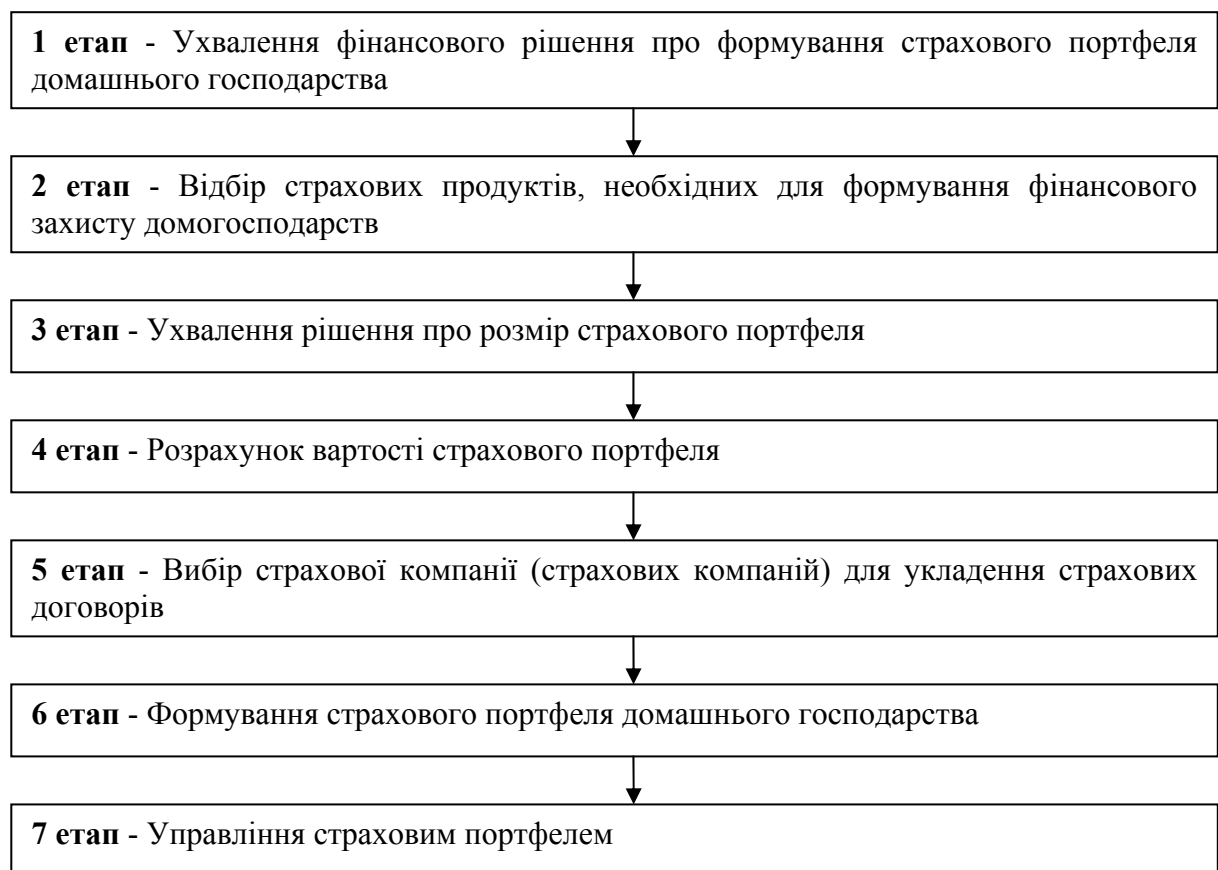 1 етап - Ухвалення фінансового рішення про формування страхового портфеля
домашнього господарства
2 етап - Відбір страхових продуктів, необхідних для формування фінансового
захисту домогосподарств
3 етап - Ухвалення рішення про розмір страхового портфеля
4 етап - Розрахунок вартості страхового портфеля
5 етап - Вибір страхової компанії (страхових компаній) для укладення страхових
договорів
6 етап - Формування страхового портфеля домашнього господарства
7 етап - Управління страховим портфелем